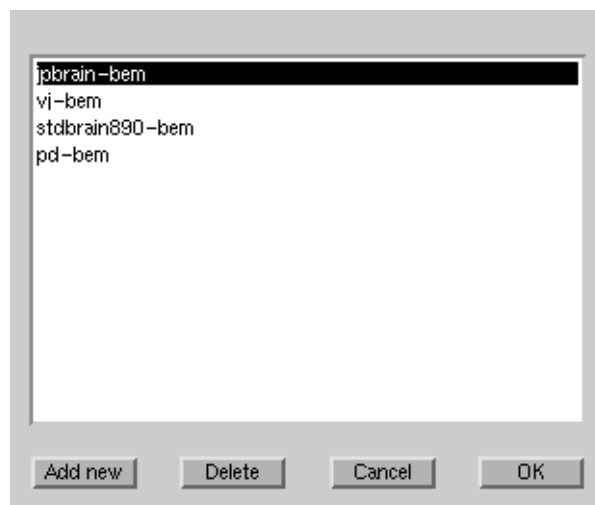 jpbrain-bem
vj-bem
stdbrain890-bem
pd-bem
Add new Delete Cancel OK